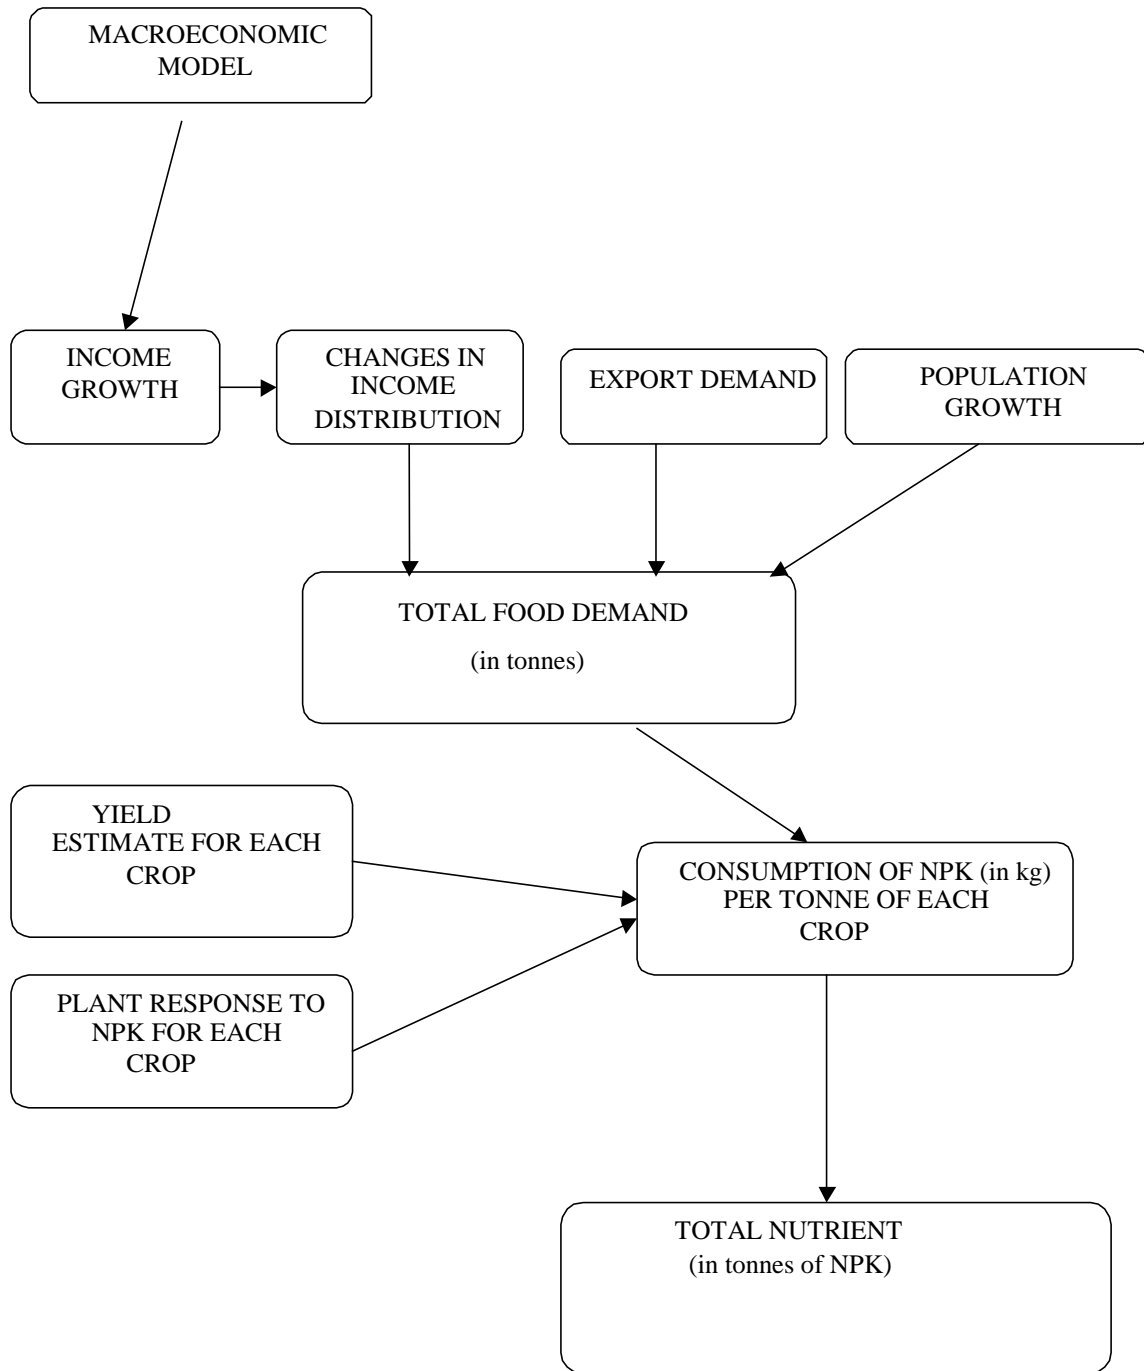 MACROECONOMIC
MODEL
INCOME
GROWTH
CHANGES IN
INCOME
DISTRIBUTION
EXPORT DEMAND
POPULATION
GROWTH
TOTAL FOOD DEMAND
(in tonnes)
YIELD
ESTIMATE FOR EACH
CROP
CONSUMPTION OF NPK (in kg)
PER TONNE OF EACH
CROP
PLANT RESPONSE TO
NPK FOR EACH
CROP
TOTAL NUTRIENT
(in tonnes of NPK)